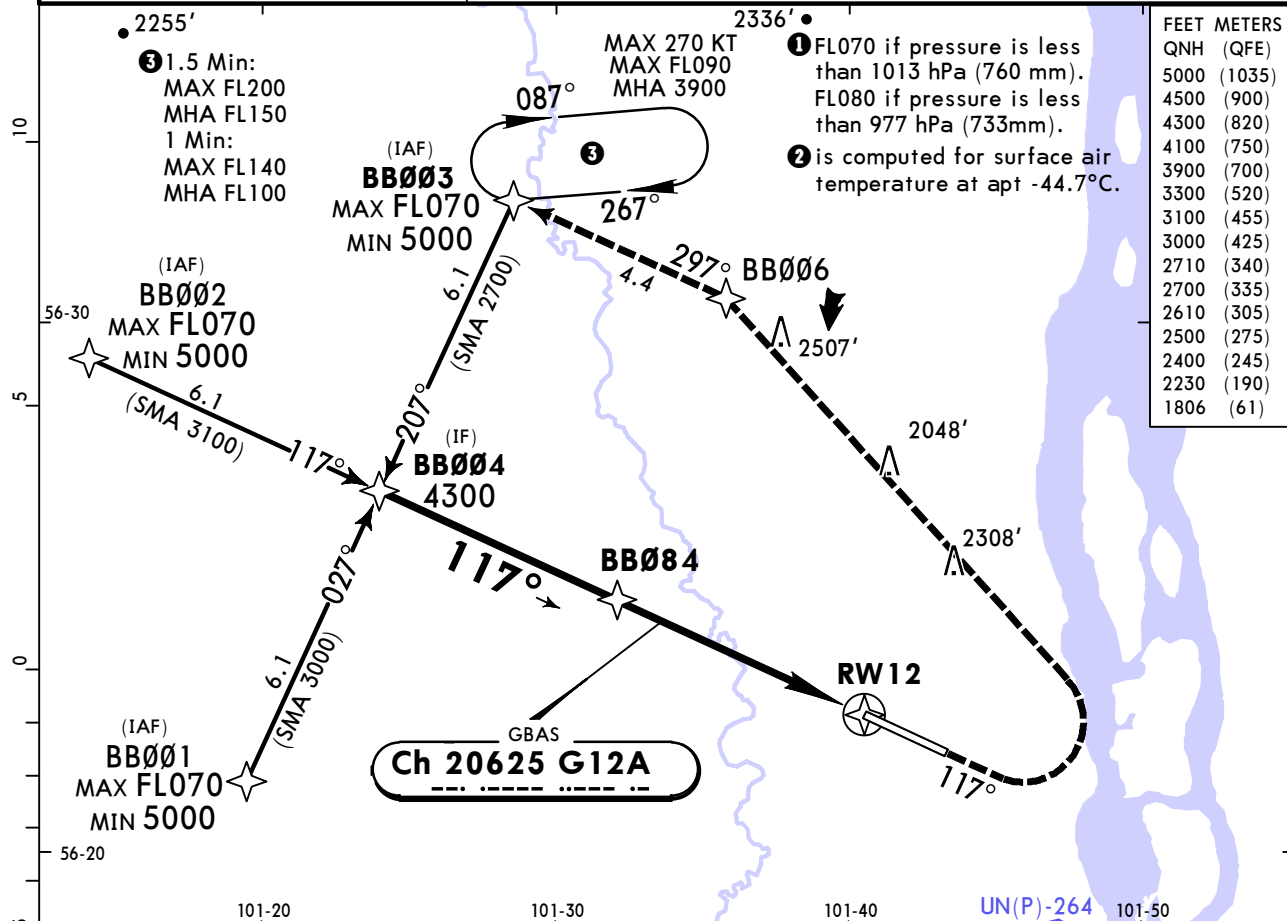 2255'
❸ 1.5 Min:
MAX FL200
MHA FL150
1 Min:
MAX FL140
MHA FL100
MAX 270 KT
MAX FL090
MHA 3900
087°
❸
267°
2336'
❶ FL070 if pressure is less
than 1013 hPa (760 mm).
FL080 if pressure is less
than 977 hPa (733mm).
❷ is computed for surface air
temperature at apt -44.7°C.
FEET METERS
QNH (QFE)
5000 (1035)
4500 (900)
4300 (820)
4100 (750)
3900 (700)
3300 (520)
3100 (455)
3000 (425)
2710 (340)
2700 (335)
2610 (305)
2500 (275)
2400 (245)
2230 (190)
1806 (61)
10
(IAF)
BBØØ3
MAX FL070
MIN 5000
6.1
(SMA 2700)
207°
297°
4.4
BBØØ6
2507'
(IAF)
BBØØ2
MAX FL070
MIN 5000
56-30
6.1
(SMA 3100)
117°
5
(IF)
BBØØ4
4300
2048'
2308'
117°
BBØ84
027°
6.1
(SMA 3000)
0
RW12
(IAF)
BBØØ1
MAX FL070
MIN 5000
GBAS
Ch 20625 G12A
117°
56-20
101-20
101-30
101-40
UN(P)-264
101-50